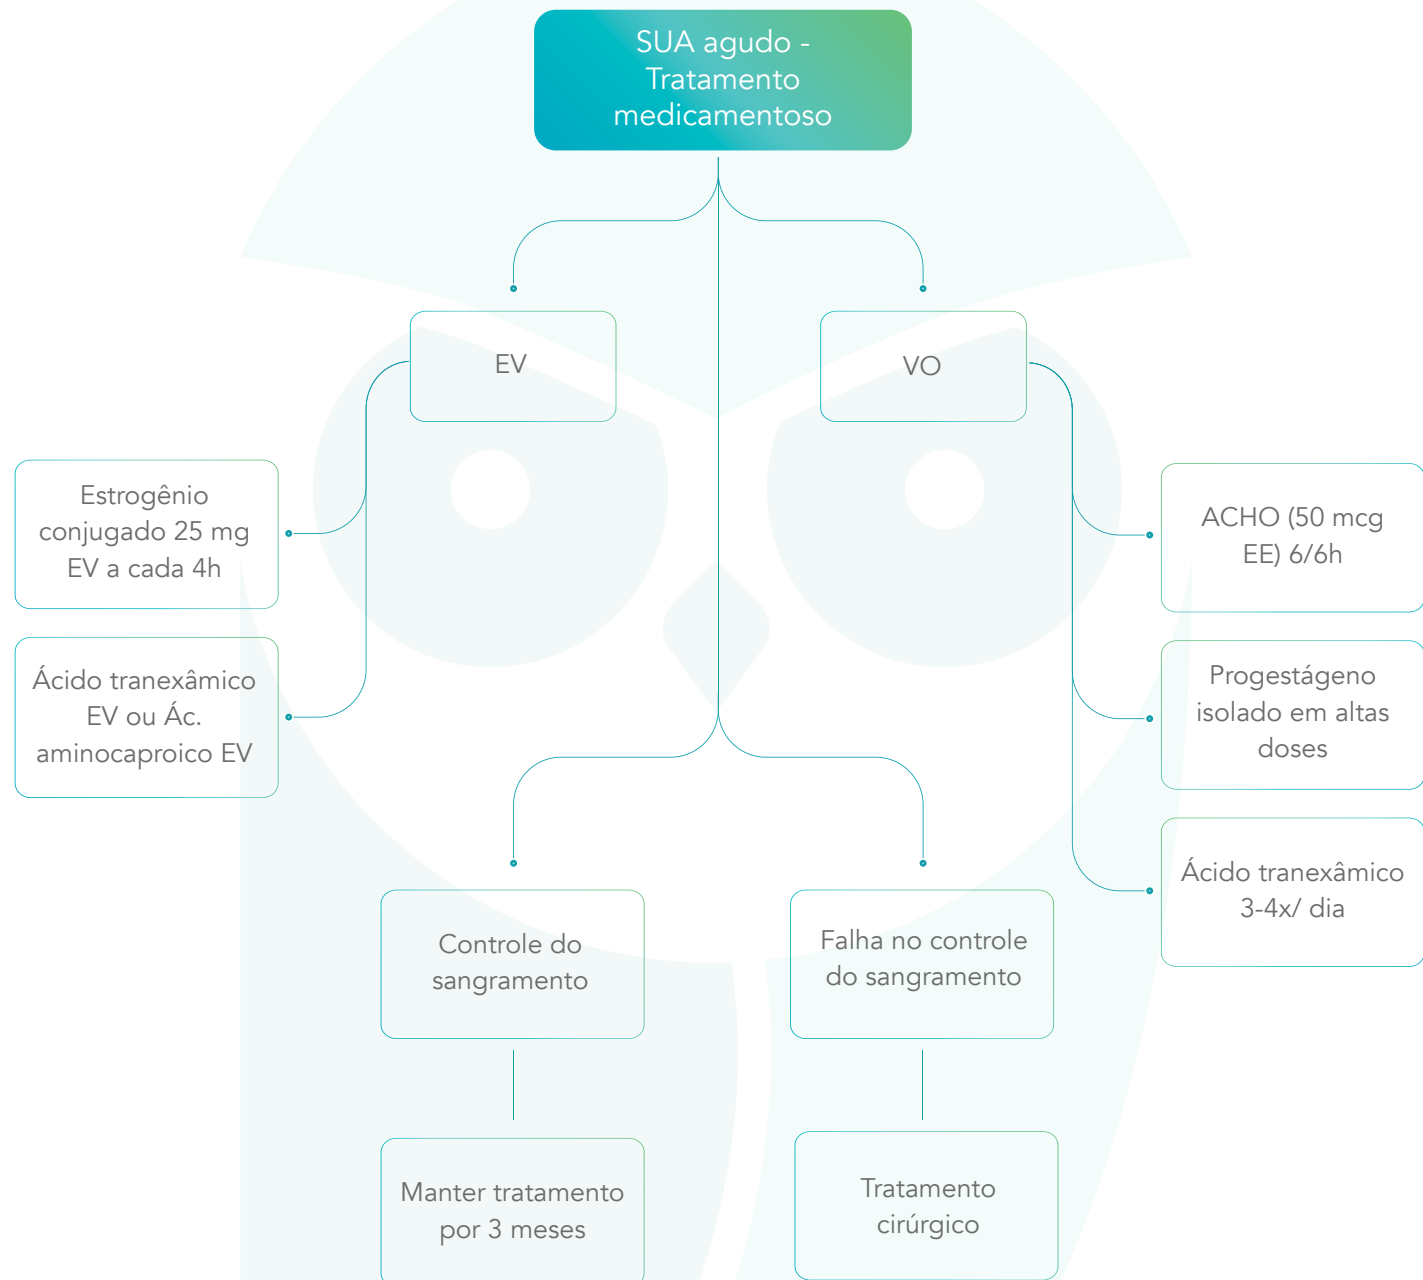 SUA agudo -
Tratamento
medicamentoso
EV
VO
Estrogênio
conjugado 25 mg
EV a cada 4h
Ácido tranexâmico
EV ou Ác.
aminocaproico EV
ACHO (50 mcg
EE) 6/6h
Progestágeno
isolado em altas
doses
Ácido tranexâmico
3-4x/ dia
Controle do
sangramento
Falha no controle
do sangramento
Manter tratamento
por 3 meses
Tratamento
cirúrgico